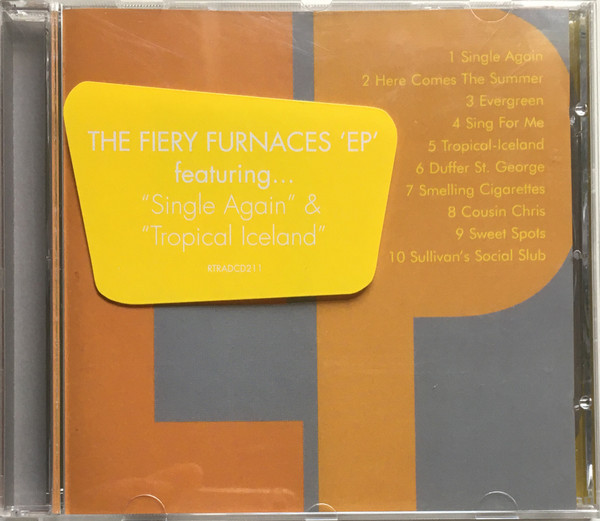 THE FIERY FURNACES 'EP'
featuring...
"Single Again" &
"Tropical Iceland"
RTRADCD211
1 Single Again
2 Here Comes The Summer
3 Evergreen
4 Sing For Me
5 Tropical-Iceland
6 Duffer St. George
7 Smelling Cigarettes
8 Cousin Chris
9 Sweet Spots
10 Sullivan's Social Slub
EP